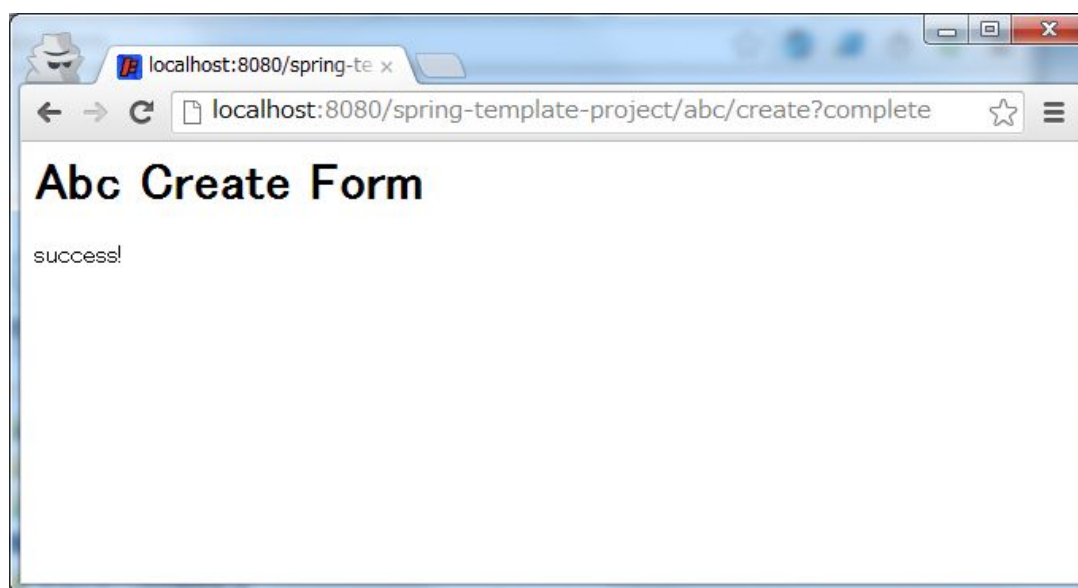 localhost:8080/spring-te
localhost:8080/spring-template-project/abc/create?complete
Abc Create Form
success!